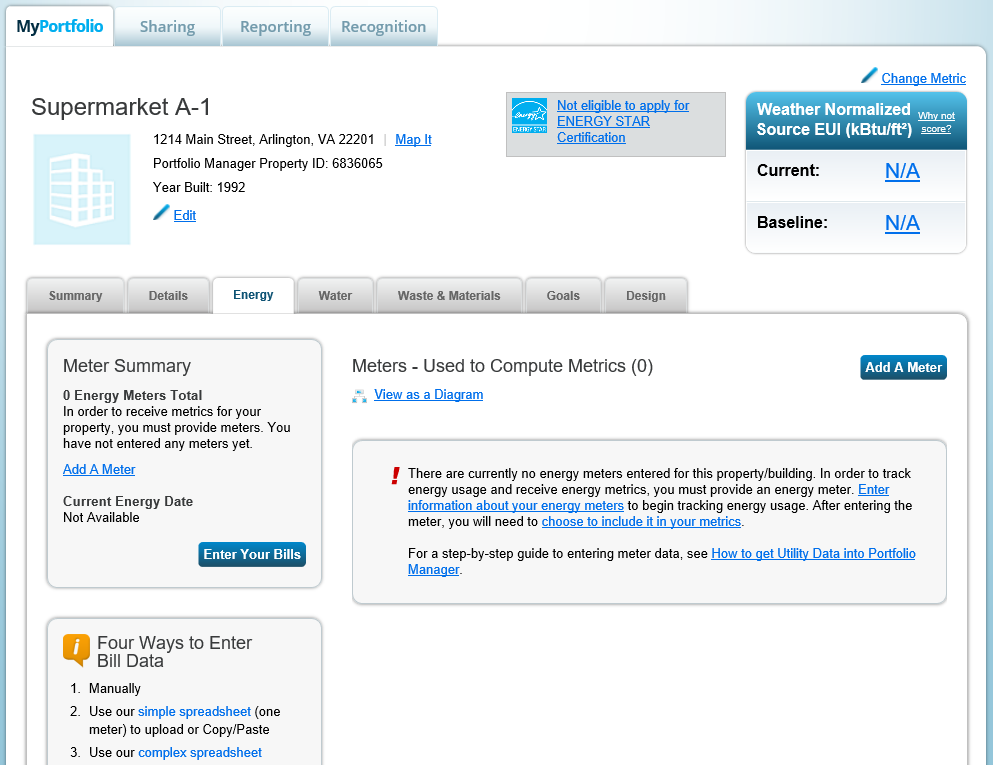 MyPortfolio
Sharing
Reporting
Recognition
Change Metric
Supermarket A-1
1214 Main Street, Arlington, VA 22201 | Map It
Portfolio Manager Property ID: 6836065
Year Built: 1992
Edit
energy
ENERGY STAR
Not eligible to apply for
ENERGY STAR
Certification
Weather Normalized
Source EUI (kBtu/ft²)
Why not
score?
Current: N/A
Baseline: N/A
Summary
Details
Energy
Water
Waste & Materials
Goals
Design
Meter Summary
0 Energy Meters Total
In order to receive metrics for your
property, you must provide meters. You
have not entered any meters yet.
Add A Meter
Current Energy Date
Not Available
Enter Your Bills
Four Ways to Enter
Bill Data
1. Manually
2. Use our simple spreadsheet (one
meter) to upload or Copy/Paste
3. Use our complex spreadsheet
Meters - Used to Compute Metrics (0)
Add A Meter
View as a Diagram
There are currently no energy meters entered for this property/building. In order to track
energy usage and receive energy metrics, you must provide an energy meter. Enter
information about your energy meters to begin tracking energy usage. After entering the
meter, you will need to choose to include it in your metrics.
For a step-by-step guide to entering meter data, see How to get Utility Data into Portfolio
Manager.